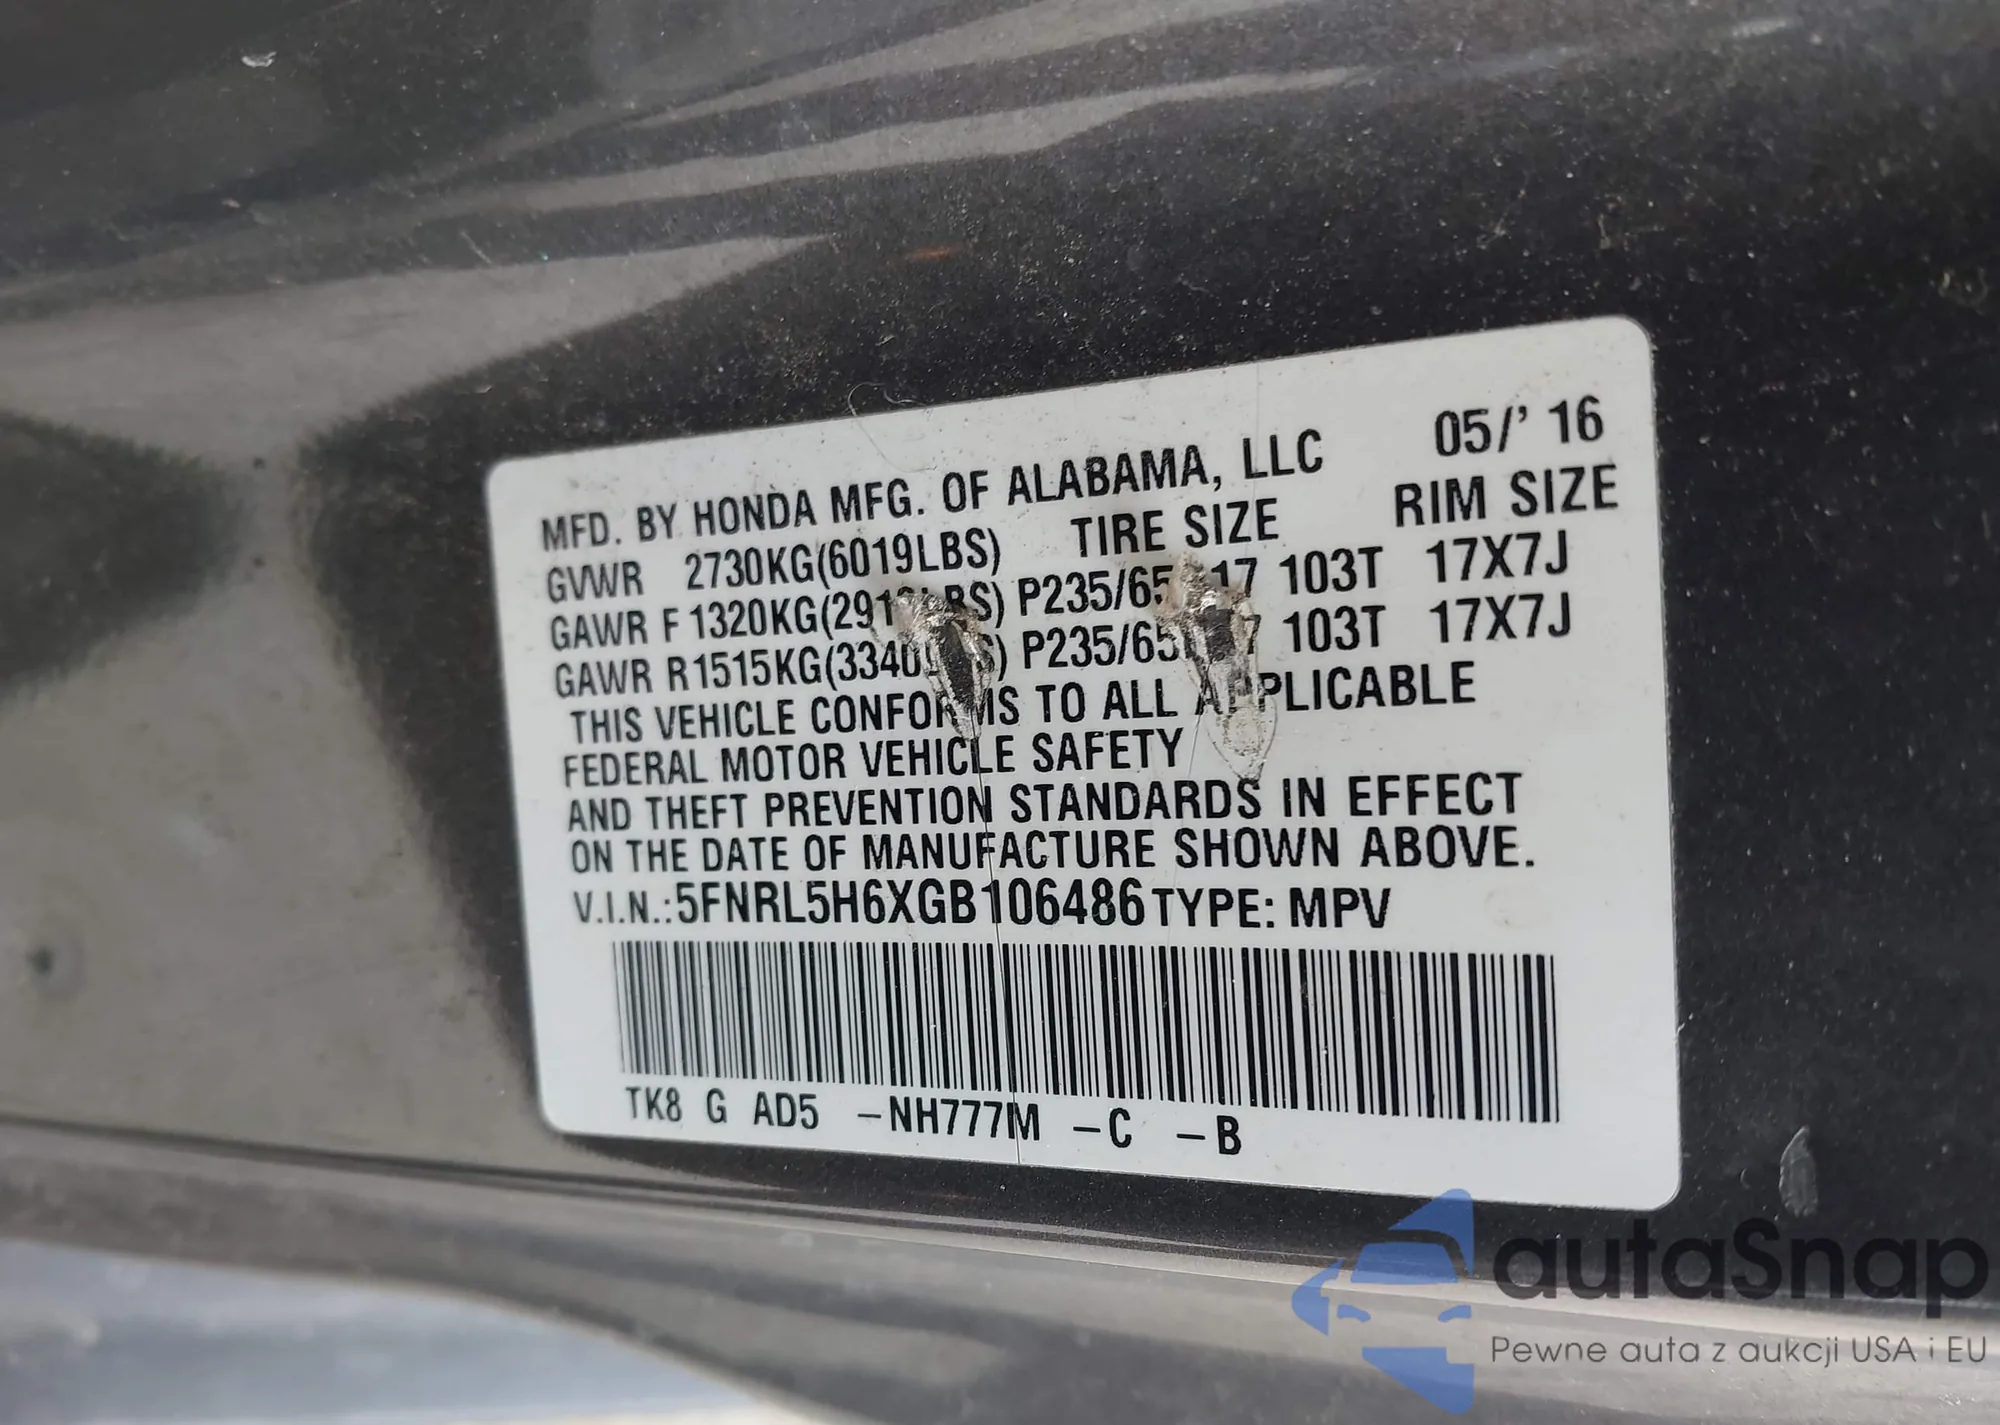 MFD. BY HONDA MFG. OF ALABAMA, LLC 05/' 16
GVWR 2730KG(6019LBS) TIRE SIZE RIM SIZE
GAWR F 1320KG P235/65 17 103T 17X7J
GAWR R1515KG P235/65 103T 17X7J
THIS VEHICLE CONFORMS TO ALL APPLICABLE
FEDERAL MOTOR VEHICLE SAFETY
AND THEFT PREVENTION STANDARDS IN EFFECT
ON THE DATE OF MANUFACTURE SHOWN ABOVE.
V.I.N.:5FNRL5H6XGB106486 TYPE: MPV
TK8 G AD5 -NH777M -C -B
autaSnap
Pewne auta z aukcji USA i EU